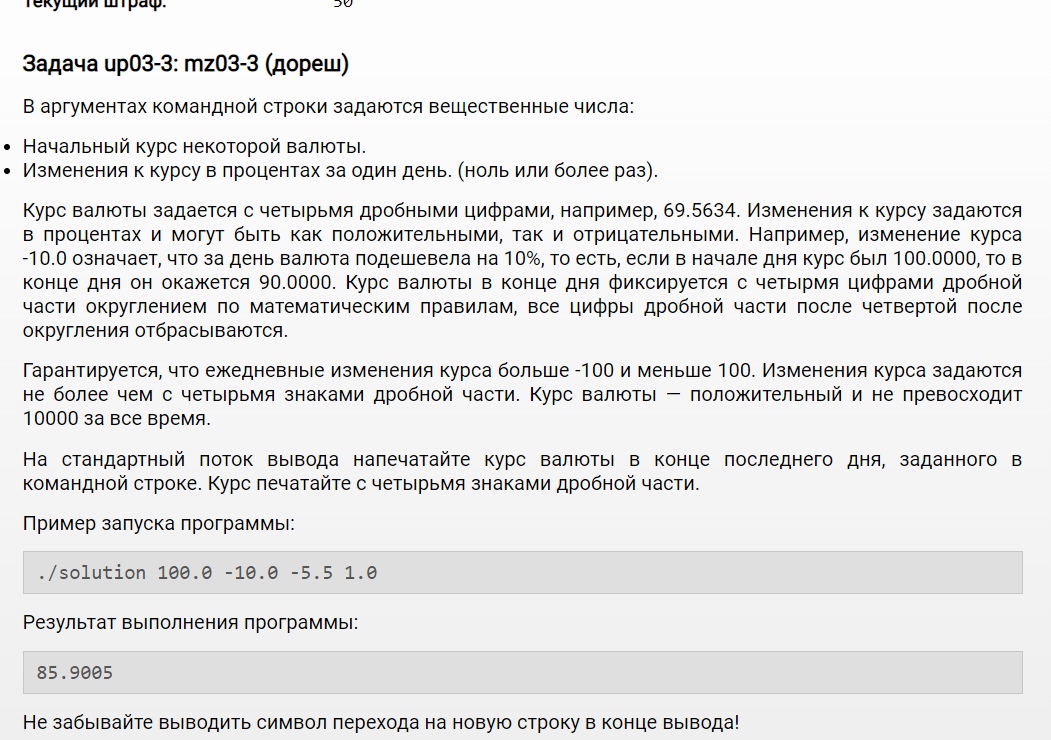 Текущий штраф: 50
Задача up03-3: mz03-3 (дореш)
В аргументах командной строки задаются вещественные числа:
• Начальный курс некоторой валюты.
• Изменения к курсу в процентах за один день. (ноль или более раз).
Курс валюты задается с четырьмя дробными цифрами, например, 69.5634. Изменения к курсу задаются
в процентах и могут быть как положительными, так и отрицательными. Например, изменение курса
-10.0 означает, что за день валюта подешевела на 10%, то есть, если в начале дня курс был 100.0000, то в
конце дня он окажется 90.0000. Курс валюты в конце дня фиксируется с четырмя цифрами дробной
части округлением по математическим правилам, все цифры дробной части после четвертой после
округления отбрасываются.
Гарантируется, что ежедневные изменения курса больше -100 и меньше 100. Изменения курса задаются
не более чем с четырьмя знаками дробной части. Курс валюты — положительный и не превосходит
10000 за все время.
На стандартный поток вывода напечатайте курс валюты в конце последнего дня, заданного в
командной строке. Курс печатайте с четырьмя знаками дробной части.
Пример запуска программы:
./solution 100.0 -10.0 -5.5 1.0
Результат выполнения программы:
85.9005
Не забывайте выводить символ перехода на новую строку в конце вывода!